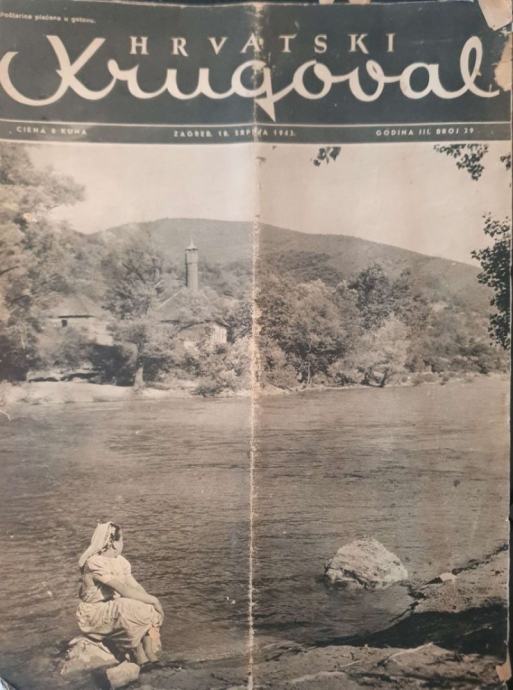 Poštarina plaćena u gotovu.
HRVATSKI
Krugoval
CIENA 8 KUNA
ZAGREB, 18. SRPNJA 1943.
GODINA III. BROJ 29